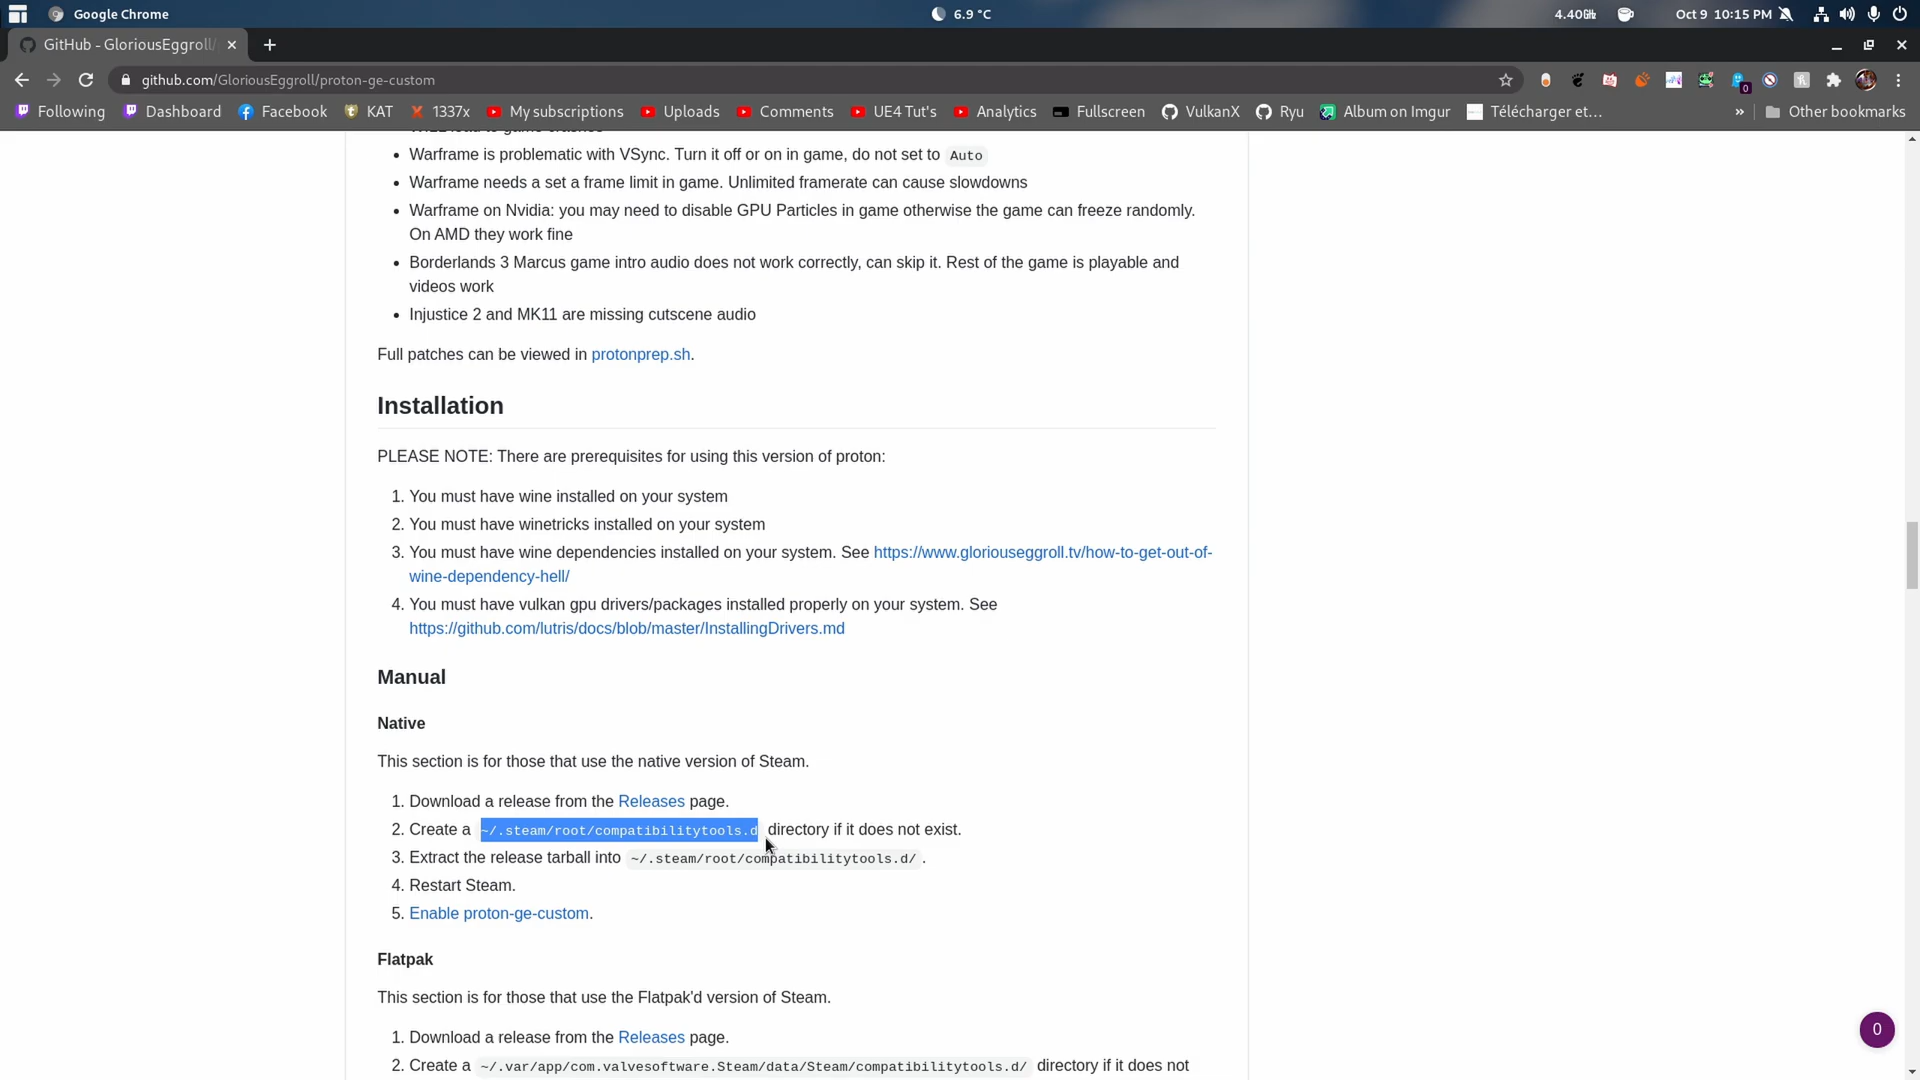 Google Chrome
6.9 °C
4.40GHz
Oct 9 10:15 PM
GitHub - GloriousEggroll/
github.com/GloriousEggroll/proton-ge-custom
0
Following
Dashboard
Facebook
KAT
1337x
My subscriptions
Uploads
Comments
UE4 Tut's
Analytics
Fullscreen
VulkanX
Ryu
Album on Imgur
Télécharger et...
»
Other bookmarks
• Warframe is problematic with VSync. Turn it off or on in game, do not set to Auto
• Warframe needs a set a frame limit in game. Unlimited framerate can cause slowdowns
• Warframe on Nvidia: you may need to disable GPU Particles in game otherwise the game can freeze randomly.
On AMD they work fine
• Borderlands 3 Marcus game intro audio does not work correctly, can skip it. Rest of the game is playable and
videos work
• Injustice 2 and MK11 are missing cutscene audio
Full patches can be viewed in protonprep.sh.
Installation
PLEASE NOTE: There are prerequisites for using this version of proton:
1. You must have wine installed on your system
2. You must have winetricks installed on your system
3. You must have wine dependencies installed on your system. See https://www.gloriouseggroll.tv/how-to-get-out-of-
wine-dependency-hell/
4. You must have vulkan gpu drivers/packages installed properly on your system. See
https://github.com/lutris/docs/blob/master/InstallingDrivers.md
Manual
Native
This section is for those that use the native version of Steam.
1. Download a release from the Releases page.
2. Create a ~/.steam/root/compatibilitytools.d directory if it does not exist.
3. Extract the release tarball into ~/.steam/root/compatibilitytools.d/ .
4. Restart Steam.
5. Enable proton-ge-custom.
Flatpak
This section is for those that use the Flatpak'd version of Steam.
1. Download a release from the Releases page.
2. Create a ~/.var/app/com.valvesoftware.Steam/data/Steam/compatibilitytools.d/ directory if it does not
0